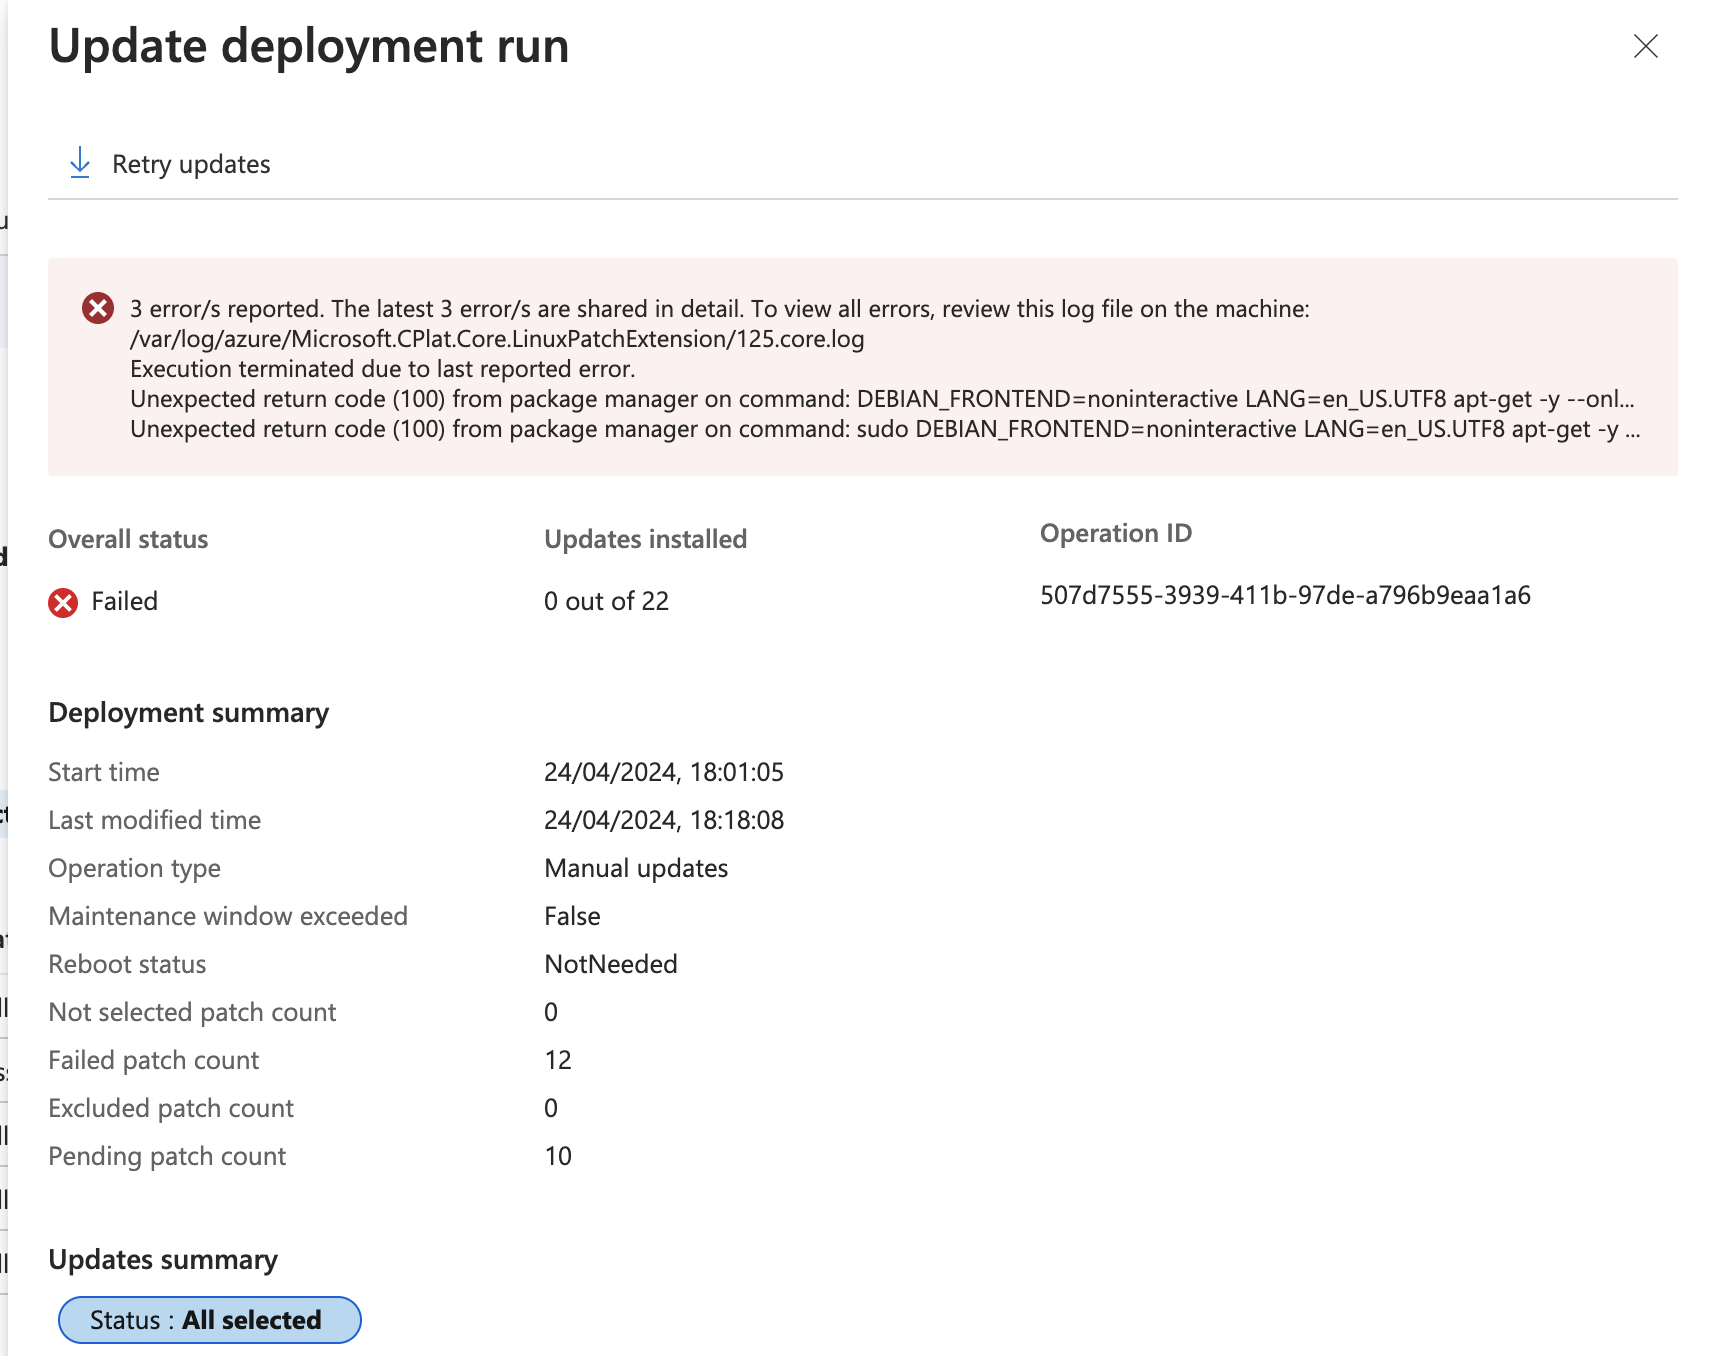 Update deployment run
Retry updates
3 error/s reported. The latest 3 error/s are shared in detail. To view all errors, review this log file on the machine:
/var/log/azure/Microsoft.CPlat.Core.LinuxPatchExtension/125.core.log
Execution terminated due to last reported error.
Unexpected return code (100) from package manager on command: DEBIAN_FRONTEND=noninteractive LANG=en_US.UTF8 apt-get -y --onl...
Unexpected return code (100) from package manager on command: sudo DEBIAN_FRONTEND=noninteractive LANG=en_US.UTF8 apt-get -y ...
Overall status
Failed
Updates installed
0 out of 22
Operation ID
507d7555-3939-411b-97de-a796b9eaa1a6
Deployment summary
Start time 24/04/2024, 18:01:05
Last modified time 24/04/2024, 18:18:08
Operation type Manual updates
Maintenance window exceeded False
Reboot status NotNeeded
Not selected patch count 0
Failed patch count 12
Excluded patch count 0
Pending patch count 10
Updates summary
Status : All selected